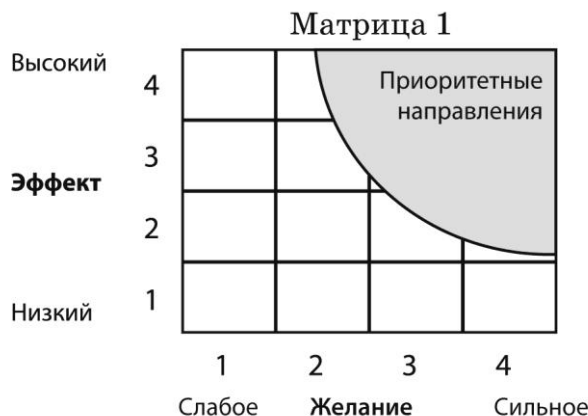 Матрица 1
Высокий
4
Приоритетные
направления
3
Эффект
2
1
Низкий
1 2 3 4
Слабое Желание Сильное